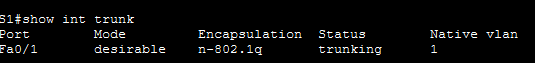 S1#show int trunk
Port Mode Encapsulation Status Native vlan
Fa0/1 desirable n-802.1q trunking 1